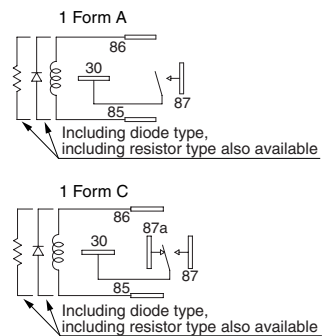 1 Form A
86
30
85
87
Including diode type,
including resistor type also available
1 Form C
86
87a
30
85
87
Including diode type,
including resistor type also available